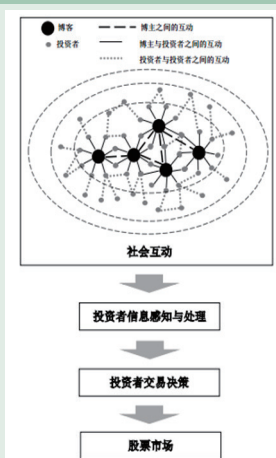 博客
博主之间的互动
投资者
博主与投资者之间的互动
投资者与投资者之间的互动
社会互动
投资者信息感知与处理
投资者交易决策
股票市场